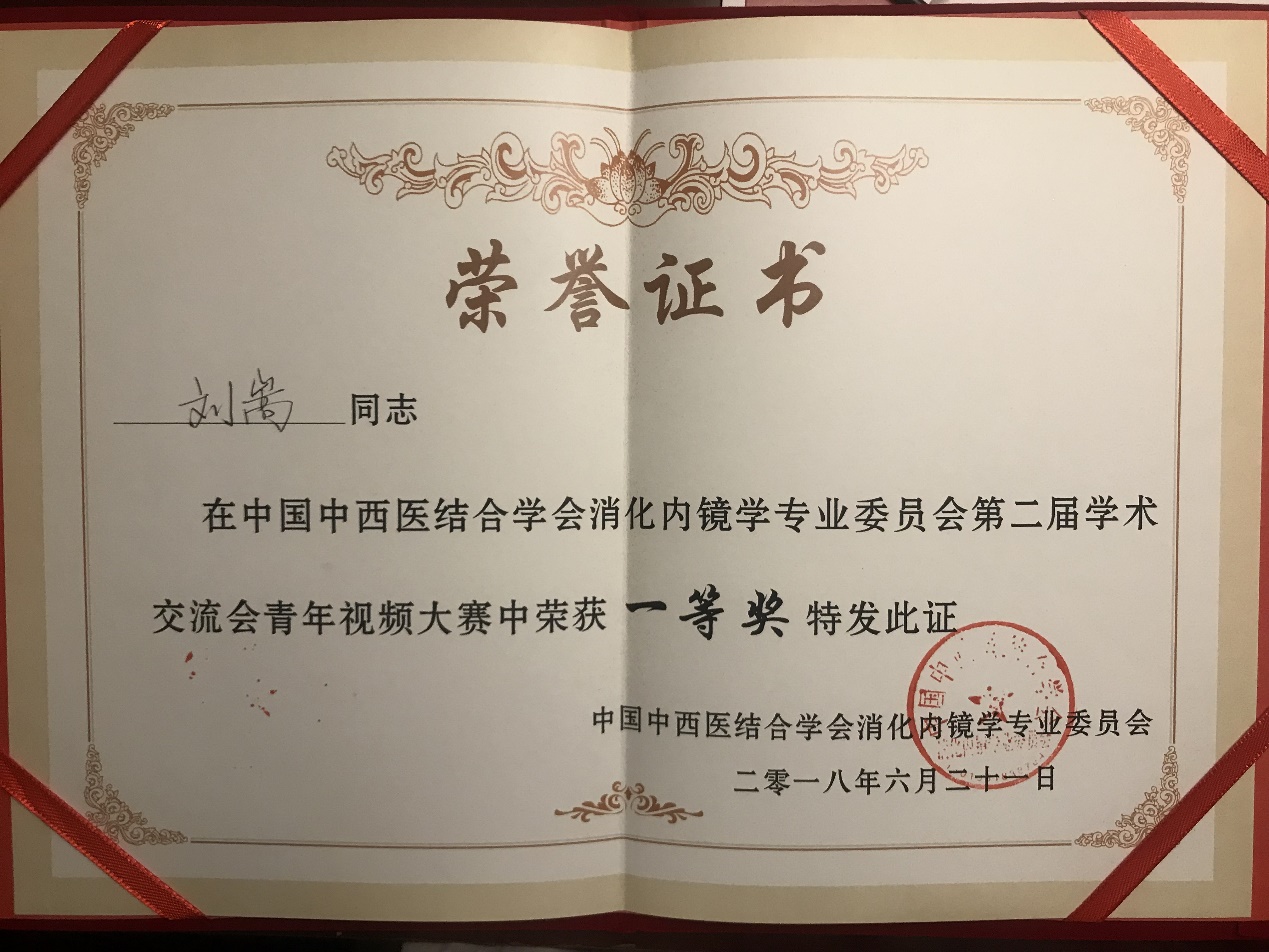 荣誉证书
刘嵩 同志
在中国中西医结合学会消化内镜学专业委员会第二届学术
交流会青年视频大赛中荣获 一等奖 特发此证
中国中西医结合学会消化内镜学专业委员会
二零一八年六月二十一日